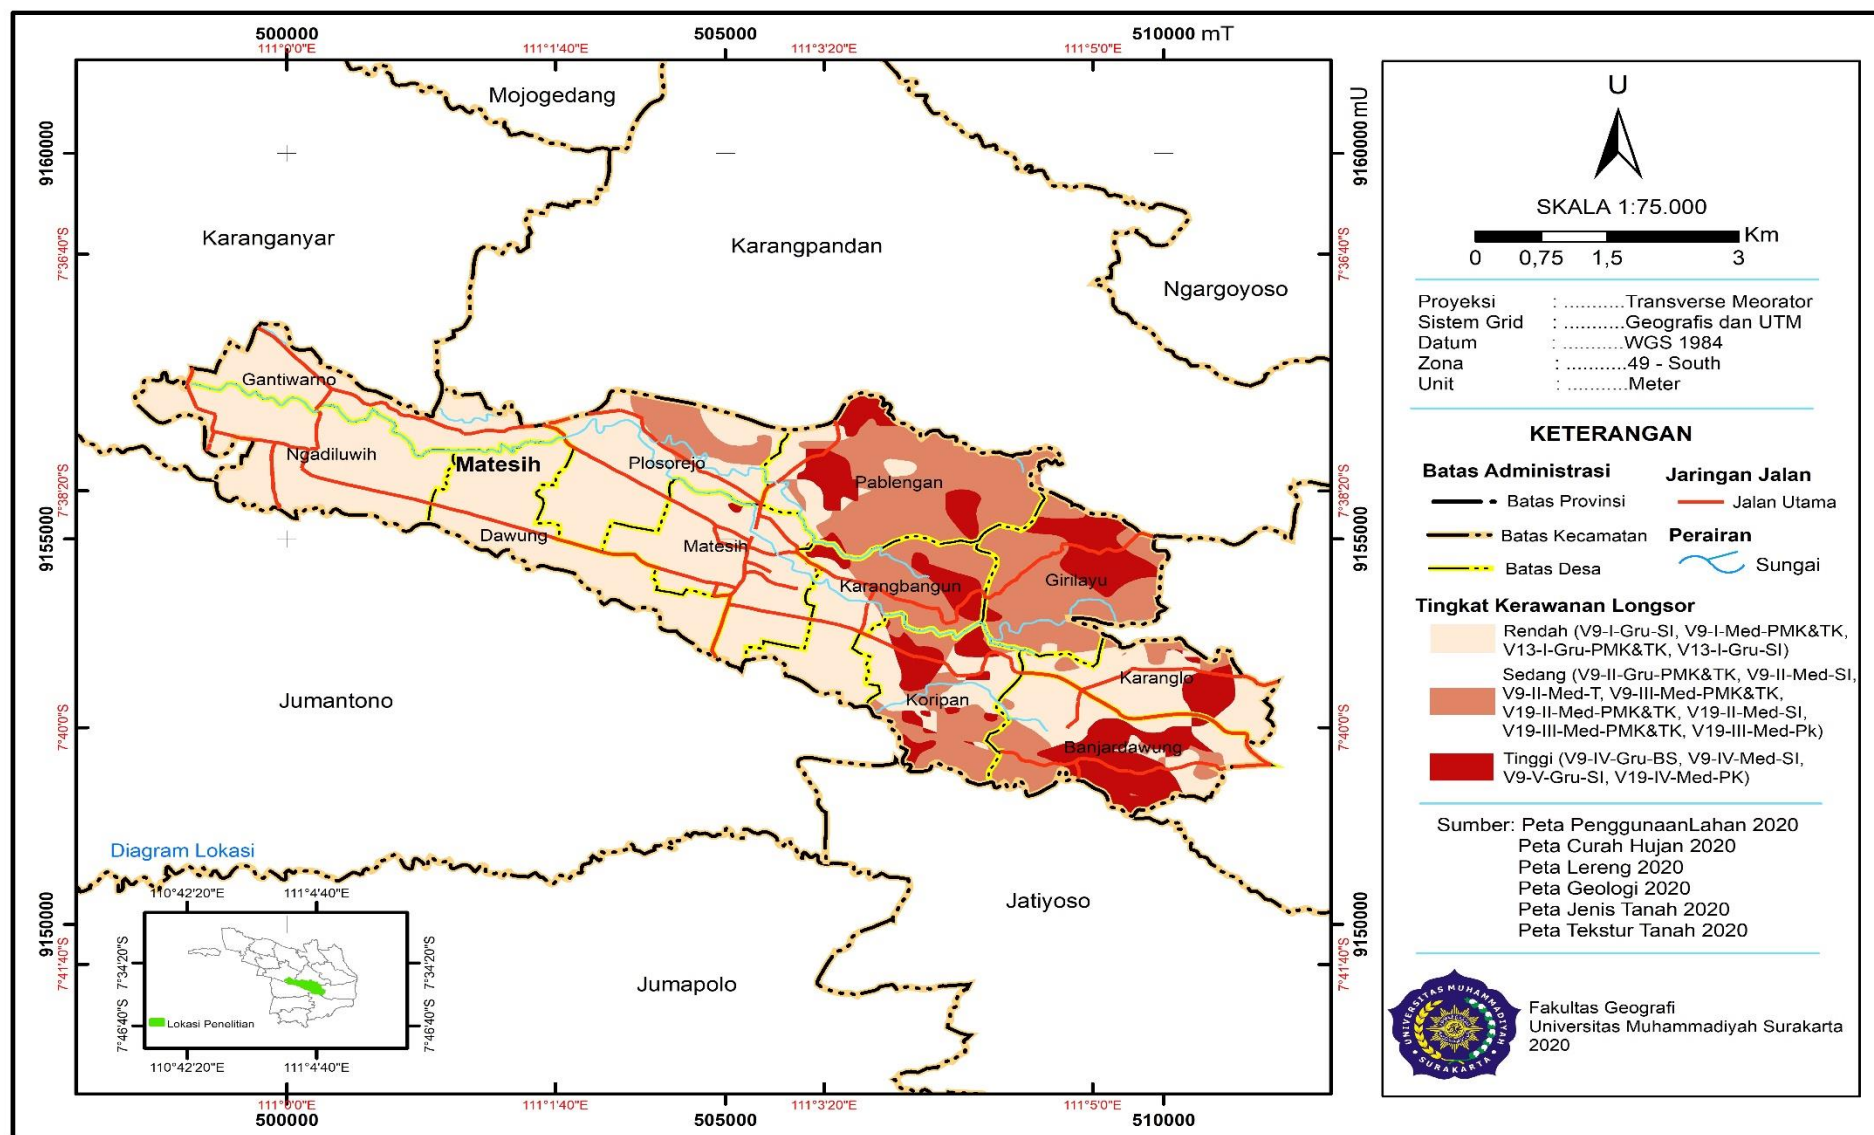 500000
505000
510000 mT
111°0'0"E
111°1'40"E
111°3'20"E
111°5'0"E
9160000
9160000 mU
7°36'40"S
7°36'40"S
7°38'20"S
7°38'20"S
9155000
9155000
7°40'0"S
7°40'0"S
9150000
9150000
7°41'40"S
7°41'40"S
Mojogedang
Karanganyar
Karangpandan
Ngargoyoso
Gantiwarno
Ngadiluwih
Matesih
Plosorejo
Pablengan
Dawung
Matesih
Karangbangun
Girilayu
Karanglo
Koripan
Banjardawung
Jumantono
Jatiyoso
Jumapolo
Diagram Lokasi
110°42'20"E
111°4'40"E
7°34'20"S
7°34'20"S
7°46'40"S
7°46'40"S
Lokasi Penelitian
110°42'20"E
111°4'40"E
111°0'0"E
111°1'40"E
111°3'20"E
111°5'0"E
500000
505000
510000
U
SKALA 1:75.000
Km
0 0,75 1,5 3
Proyeksi : ...........Transverse Meorator
Sistem Grid : ...........Geografis dan UTM
Datum : ...........WGS 1984
Zona : ...........49 - South
Unit : ...........Meter
KETERANGAN
Batas Administrasi
Batas Provinsi
Batas Kecamatan
Batas Desa
Jaringan Jalan
Jalan Utama
Perairan
Sungai
Tingkat Kerawanan Longsor
Rendah (V9-I-Gru-SI, V9-I-Med-PMK&TK,
V13-I-Gru-PMK&TK, V13-I-Gru-SI)
Sedang (V9-II-Gru-PMK&TK, V9-II-Med-SI,
V9-II-Med-T, V9-III-Med-PMK&TK,
V19-II-Med-PMK&TK, V19-II-Med-SI,
V19-III-Med-PMK&TK, V19-III-Med-Pk)
Tinggi (V9-IV-Gru-BS, V9-IV-Med-SI,
V9-V-Gru-SI, V19-IV-Med-PK)
Sumber: Peta PenggunaanLahan 2020
Peta Curah Hujan 2020
Peta Lereng 2020
Peta Geologi 2020
Peta Jenis Tanah 2020
Peta Tekstur Tanah 2020
UNIVERSITAS MUHAMMADIYAH
SURAKARTA
Fakultas Geografi
Universitas Muhammadiyah Surakarta
2020